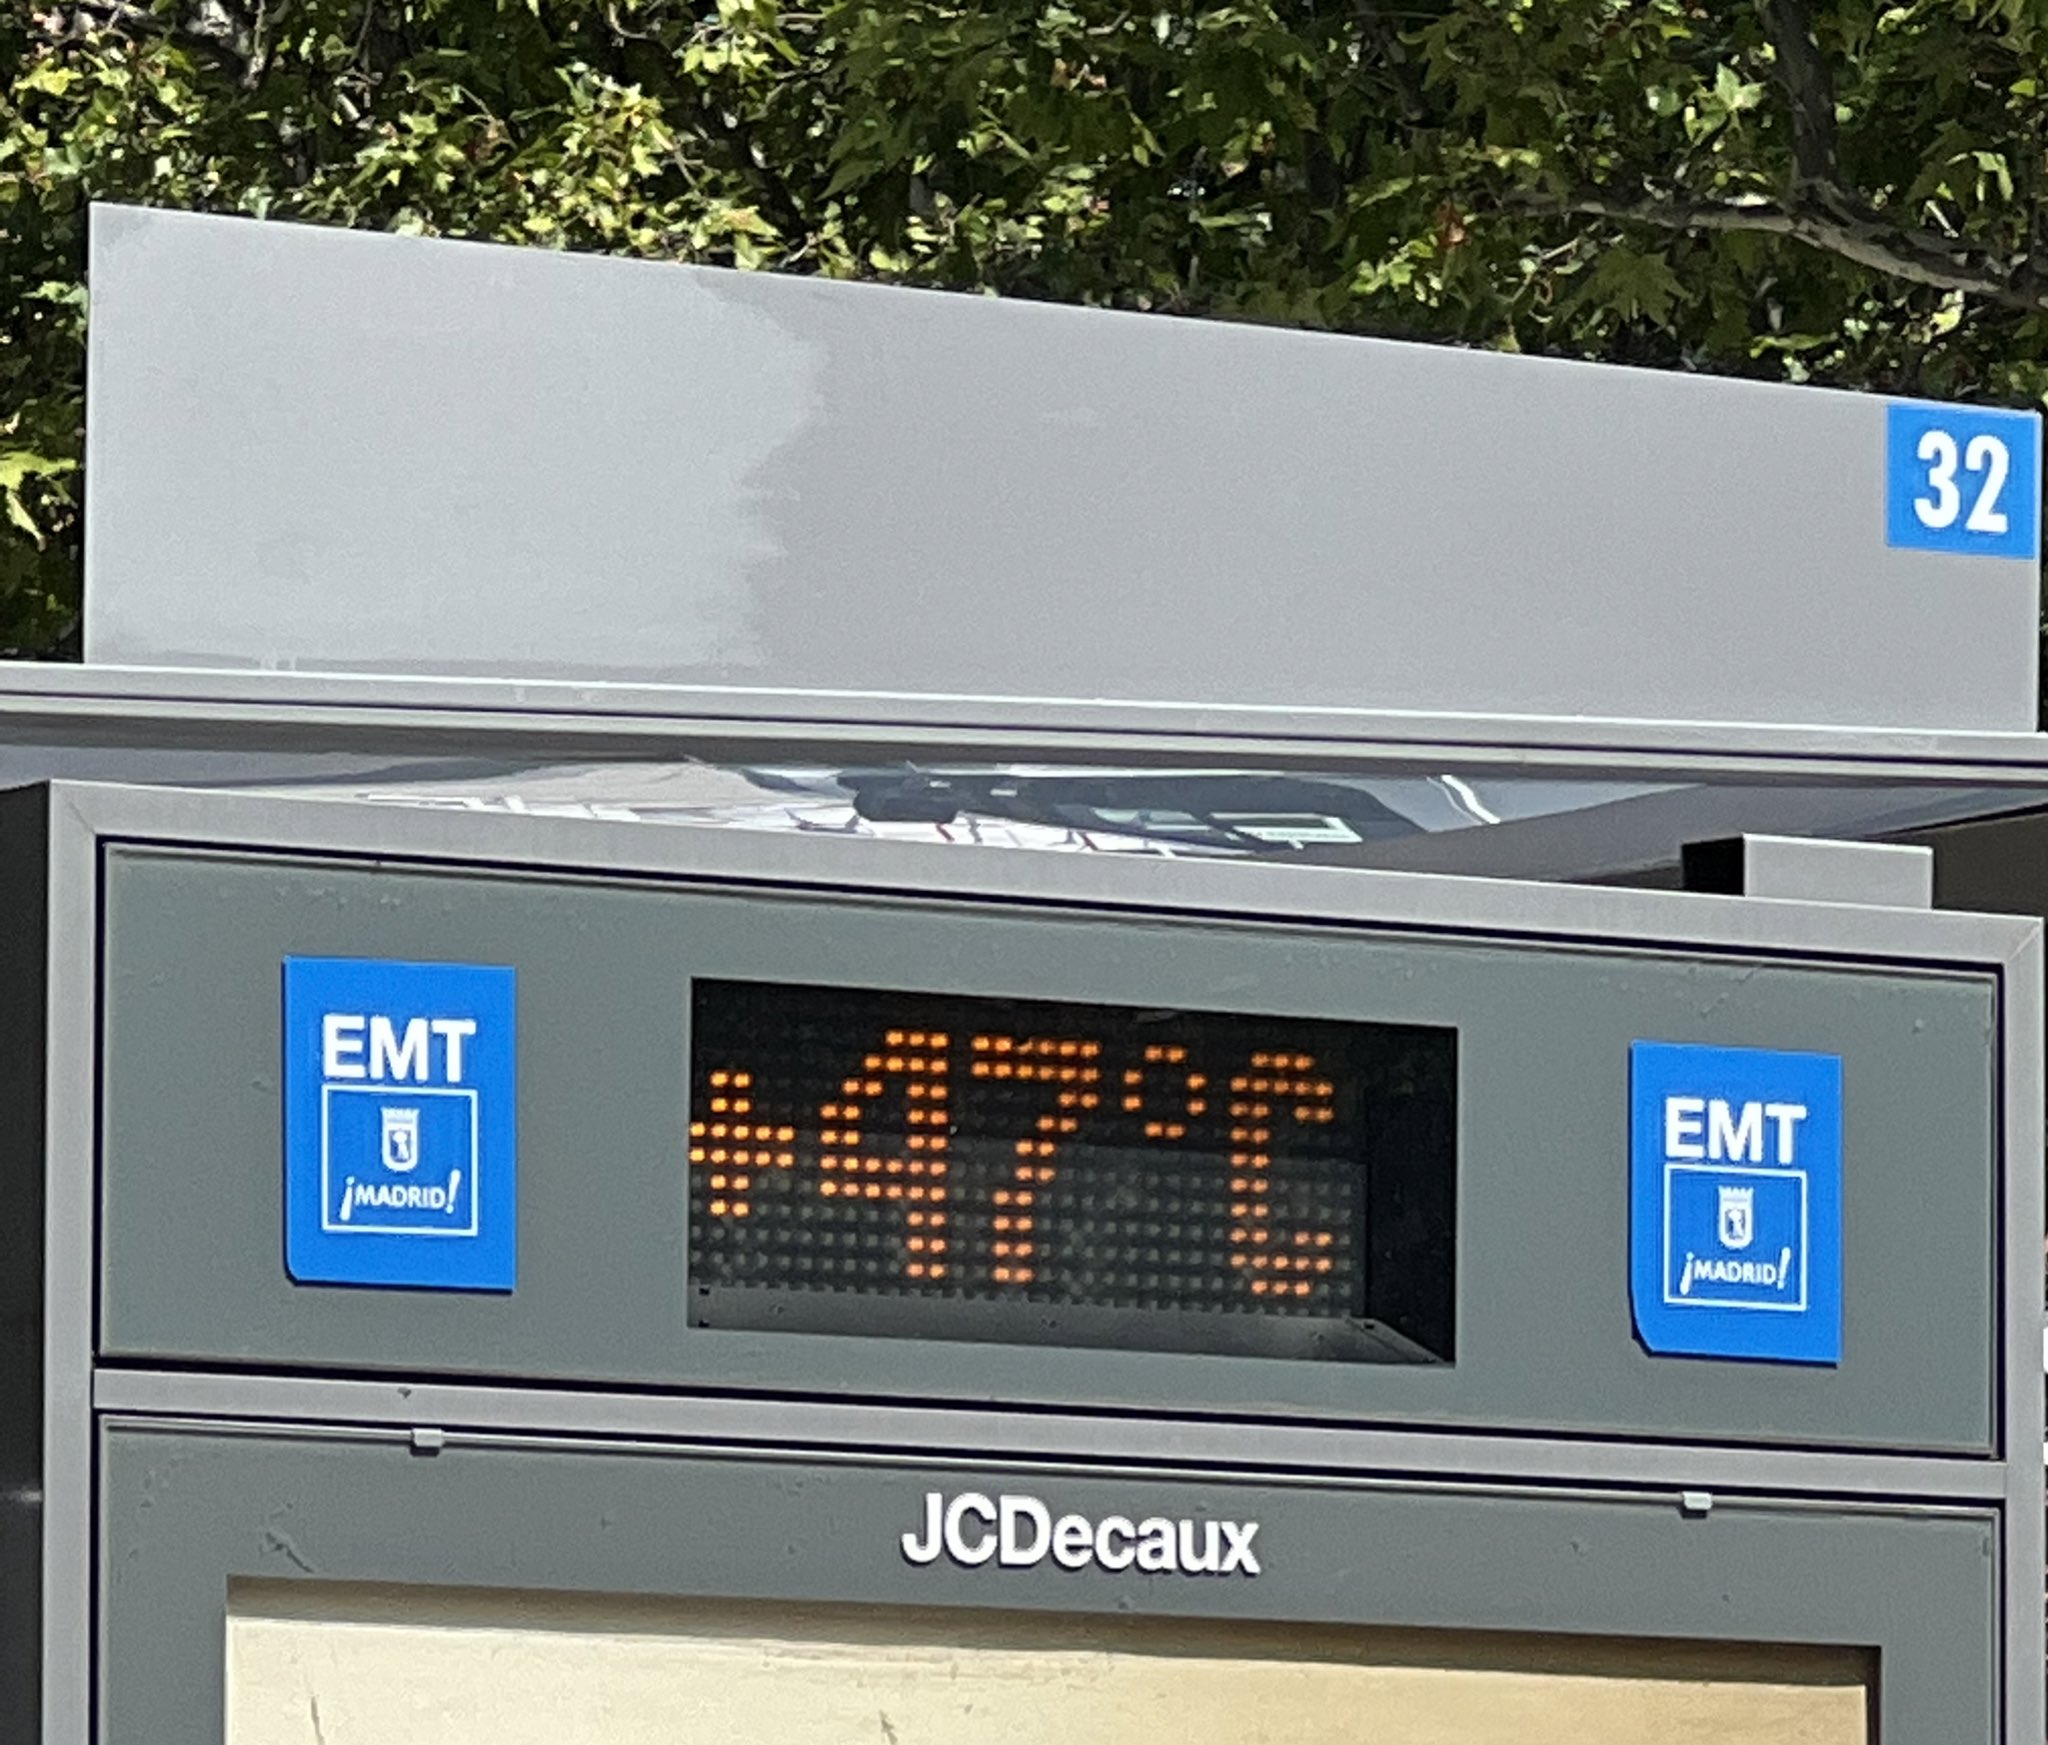 32
EMT
¡MADRID!
+47°C
EMT
¡MADRID!
JCDecaux